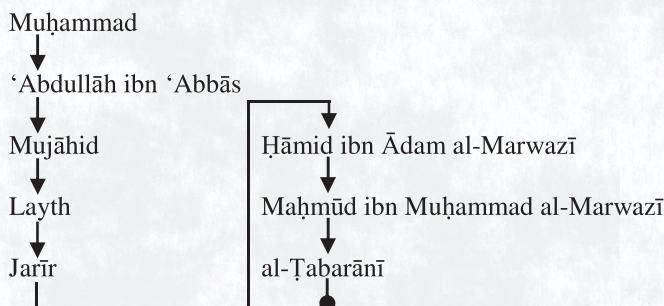 Muḥammad
‘Abdullāh ibn ‘Abbās
Mujāhid
Layth
Jarīr
Ḥāmid ibn Ādam al-Marwazī
Maḥmūd ibn Muḥammad al-Marwazī
al-Ṭabarānī